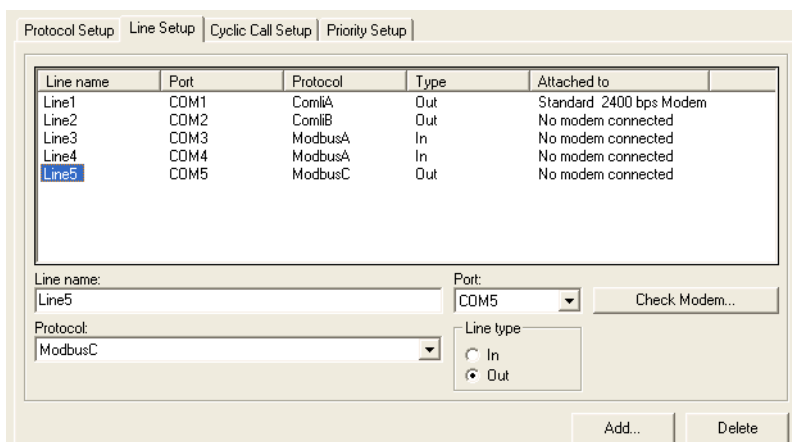 Protocol Setup Line Setup Cyclic Call Setup Priority Setup
Line name Port Protocol Type Attached to
Line1 COM1 ComliA Out Standard 2400 bps Modem
Line2 COM2 ComliB Out No modem connected
Line3 COM3 ModbusA In No modem connected
Line4 COM4 ModbusA In No modem connected
Line5 COM5 ModbusC Out No modem connected
Line name: Port:
Line5 COM5 Check Modem...
Protocol: Line type
ModbusC In
Out
Add... Delete